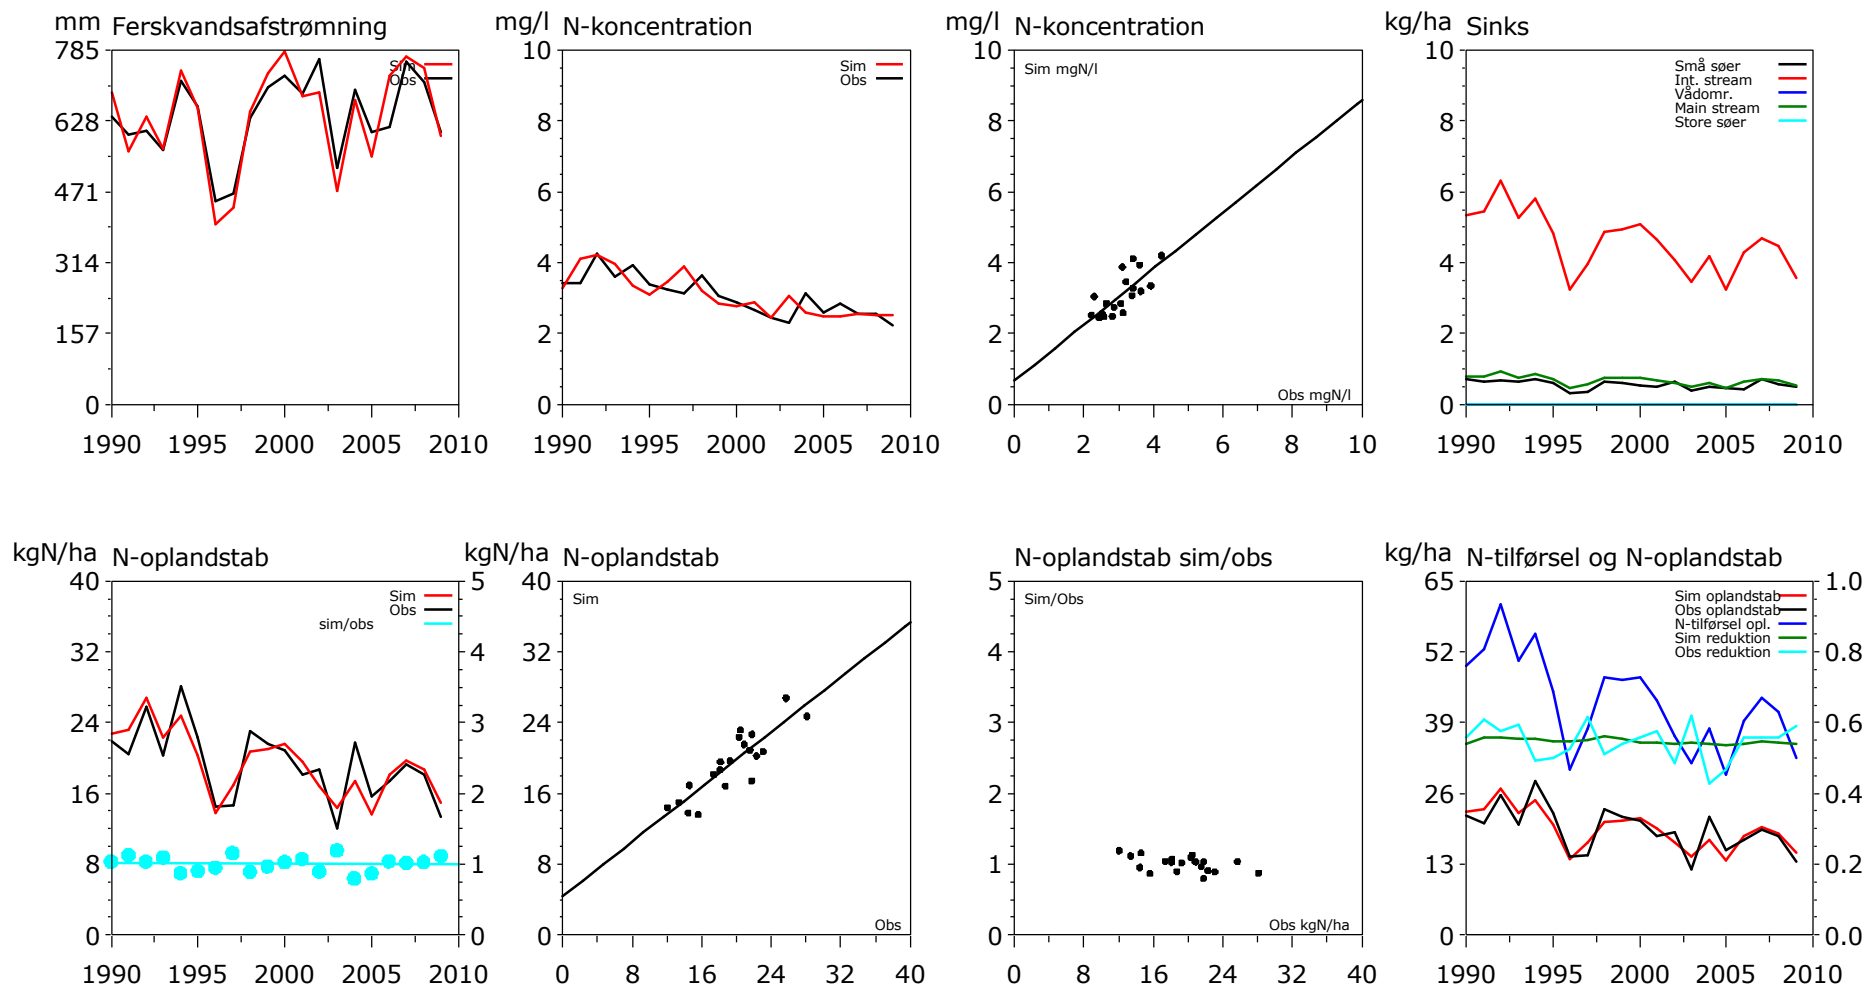 mm Ferskvandsafstrømning
785
628
471
314
157
0
1990 1995 2000 2005 2010
Sim
Obs
mg/l N-koncentration
10
8
6
4
2
0
1990 1995 2000 2005 2010
Sim
Obs
mg/l N-koncentration
10
8
6
4
2
0
0 2 4 6 8 10
Sim mgN/l
Obs mgN/l
kg/ha Sinks
10
8
6
4
2
0
1990 1995 2000 2005 2010
Små søer
Int. stream
Vådomr.
Main stream
Store søer
kgN/ha N-oplandstab
40
32
24
16
8
0
5
4
3
2
1
0
1990 1995 2000 2005 2010
Sim
Obs
sim/obs
kgN/ha N-oplandstab
40
32
24
16
8
0
0 8 16 24 32 40
Sim
Obs
N-oplandstab sim/obs
5
4
3
2
1
0
0 8 16 24 32 40
Sim/Obs
Obs kgN/ha
kg/ha N-tilførsel og N-oplandstab
65
52
39
26
13
0
1.0
0.8
0.6
0.4
0.2
0.0
1990 1995 2000 2005 2010
Sim oplandstab
Obs oplandstab
N-tilførsel opl.
Sim reduktion
Obs reduktion